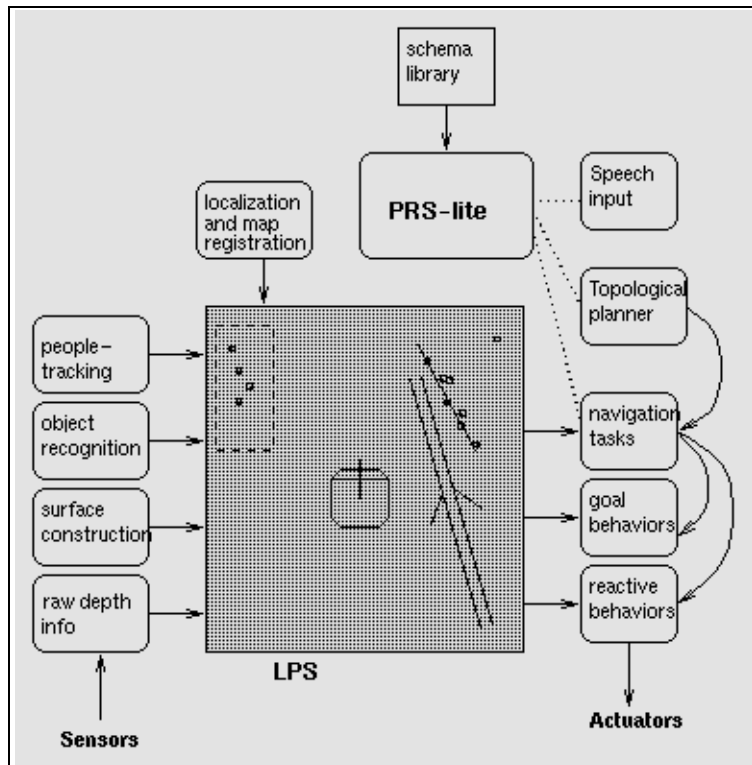 schema
library
PRS-lite
Speech
input
localization
and map
registration
Topological
planner
people-
tracking
object
recognition
surface
construction
raw depth
info
navigation
tasks
goal
behaviors
reactive
behaviors
LPS
Sensors
Actuators